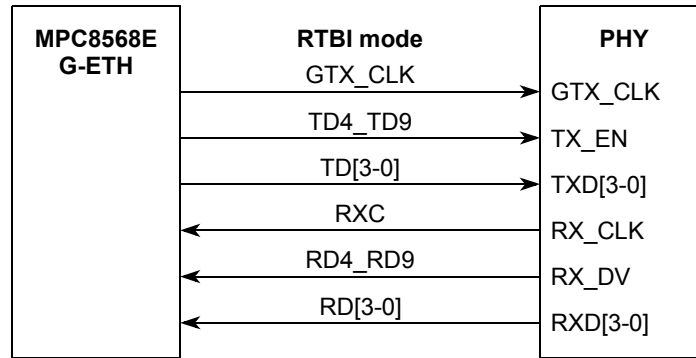 MPC8568E
G-ETH
RTBI mode
PHY
GTX_CLK
GTX_CLK
TD4_TD9
TX_EN
TD[3-0]
TXD[3-0]
RXC
RX_CLK
RD4_RD9
RX_DV
RD[3-0]
RXD[3-0]